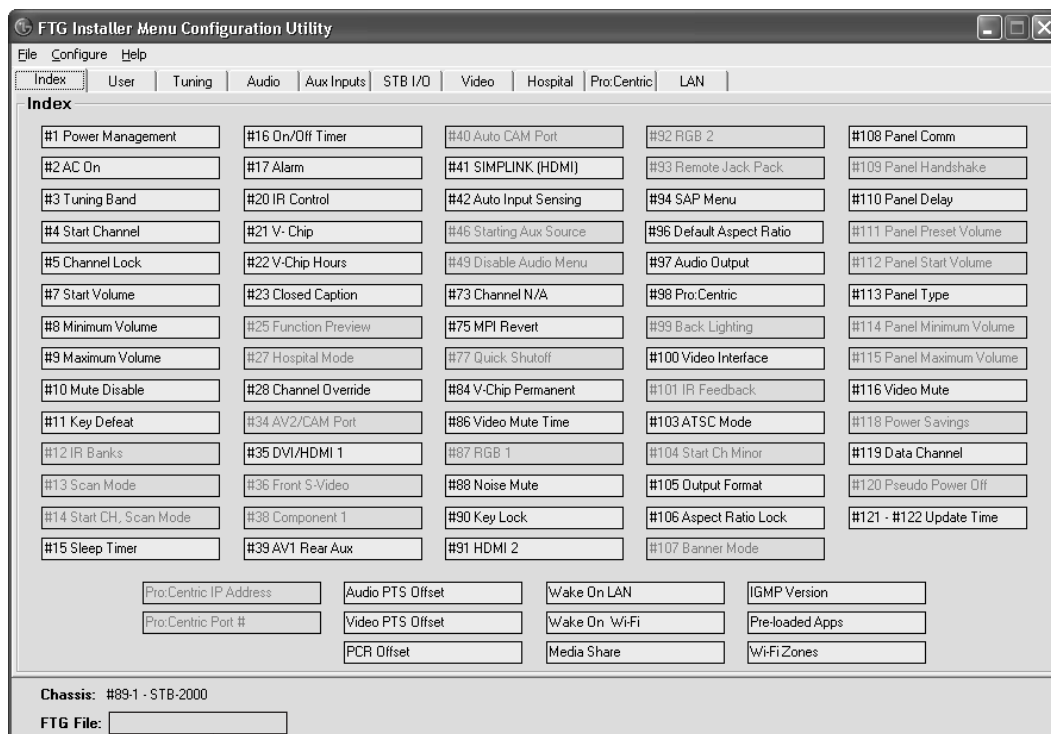 FTG Installer Menu Configuration Utility
File Configure Help
Index User Tuning Audio Aux Inputs STB I/O Video Hospital Pro:Centric LAN
Index
#1 Power Management #16 On/Off Timer #40 Auto CAM Port #92 RGB 2 #108 Panel Comm
#2 AC On #17 Alarm #41 SIMPLINK (HDMI) #93 Remote Jack Pack #109 Panel Handshake
#3 Tuning Band #20 IR Control #42 Auto Input Sensing #94 SAP Menu #110 Panel Delay
#4 Start Channel #21 V- Chip #46 Starting Aux Source #96 Default Aspect Ratio #111 Panel Preset Volume
#5 Channel Lock #22 V-Chip Hours #49 Disable Audio Menu #97 Audio Output #112 Panel Start Volume
#7 Start Volume #23 Closed Caption #73 Channel N/A #98 Pro:Centric #113 Panel Type
#8 Minimum Volume #25 Function Preview #75 MPI Revert #99 Back Lighting #114 Panel Minimum Volume
#9 Maximum Volume #27 Hospital Mode #77 Quick Shutoff #100 Video Interface #115 Panel Maximum Volume
#10 Mute Disable #28 Channel Override #84 V-Chip Permanent #101 IR Feedback #116 Video Mute
#11 Key Defeat #34 AV2/CAM Port #86 Video Mute Time #103 ATSC Mode #118 Power Savings
#12 IR Banks #35 DVI/HDMI 1 #87 RGB 1 #104 Start Ch Minor #119 Data Channel
#13 Scan Mode #36 Front S-Video #88 Noise Mute #105 Output Format #120 Pseudo Power Off
#14 Start CH, Scan Mode #38 Component 1 #90 Key Lock #106 Aspect Ratio Lock #121 - #122 Update Time
#15 Sleep Timer #39 AV1 Rear Aux #91 HDMI 2 #107 Banner Mode
Pro:Centric IP Address Audio PTS Offset Wake On LAN IGMP Version
Pro:Centric Port # Video PTS Offset Wake On Wi-Fi Pre-loaded Apps
PCR Offset Media Share Wi-Fi Zones
Chassis: #89-1 - STB-2000
FTG File: